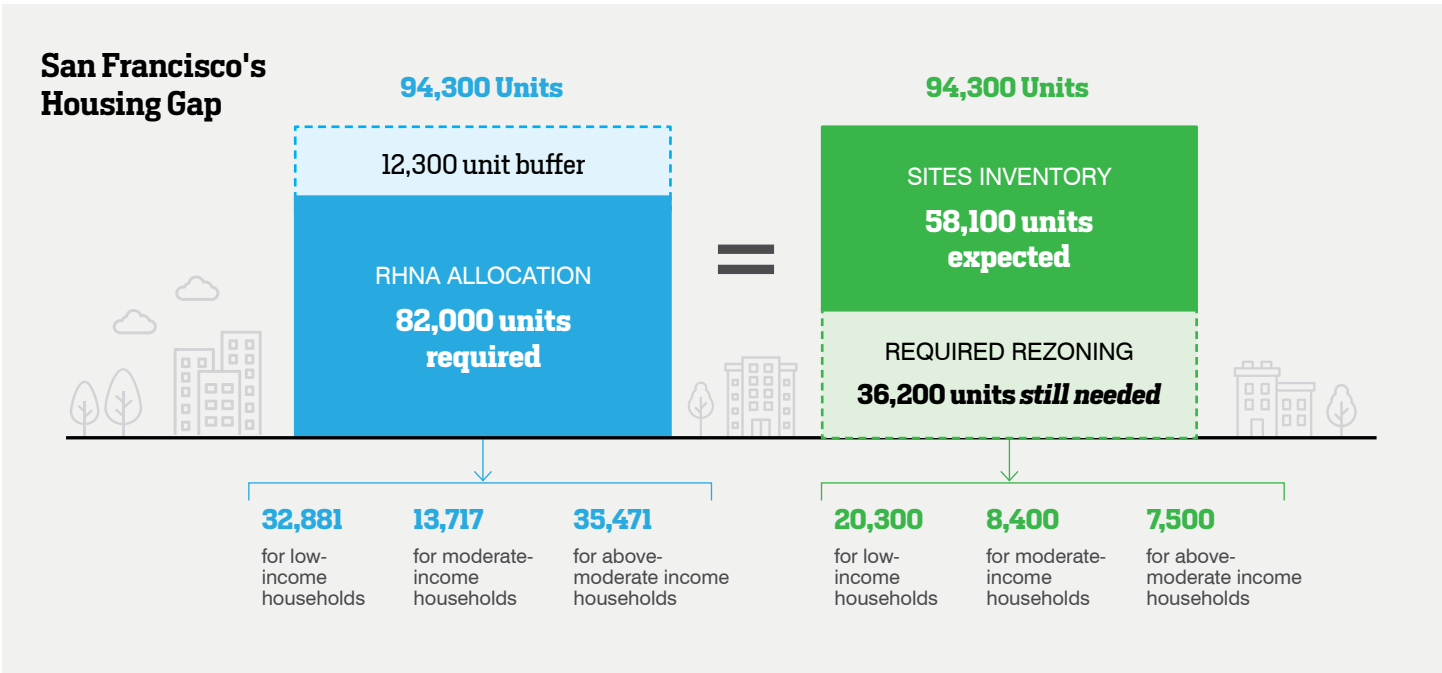 San Francisco's
Housing Gap
94,300 Units
12,300 unit buffer
RHNA ALLOCATION
82,000 units
required
=
94,300 Units
SITES INVENTORY
58,100 units
expected
REQUIRED REZONING
36,200 units still needed
32,881
for low-
income
households
13,717
for moderate-
income
households
35,471
for above-
moderate income
households
20,300
for low-
income
households
8,400
for moderate-
income
households
7,500
for above-
moderate income
households